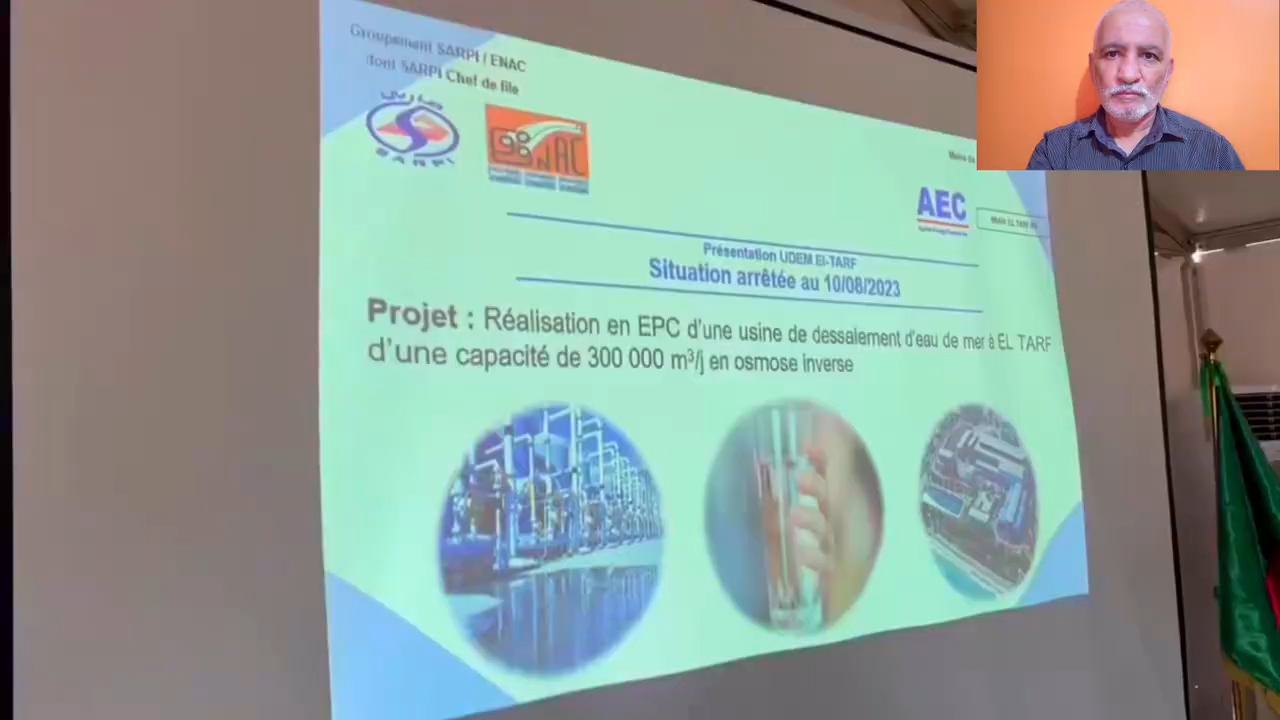 Groupement SARPI / ENAC
dont SARPI Chef de file
صاربي
SARPI
ENAC
AEC
Présentation UDEM El-TARF
Situation arrêtée au 10/08/2023
Projet : Réalisation en EPC d'une usine de dessalement d'eau de mer à EL TARF
d'une capacité de 300 000 m³/j en osmose inverse